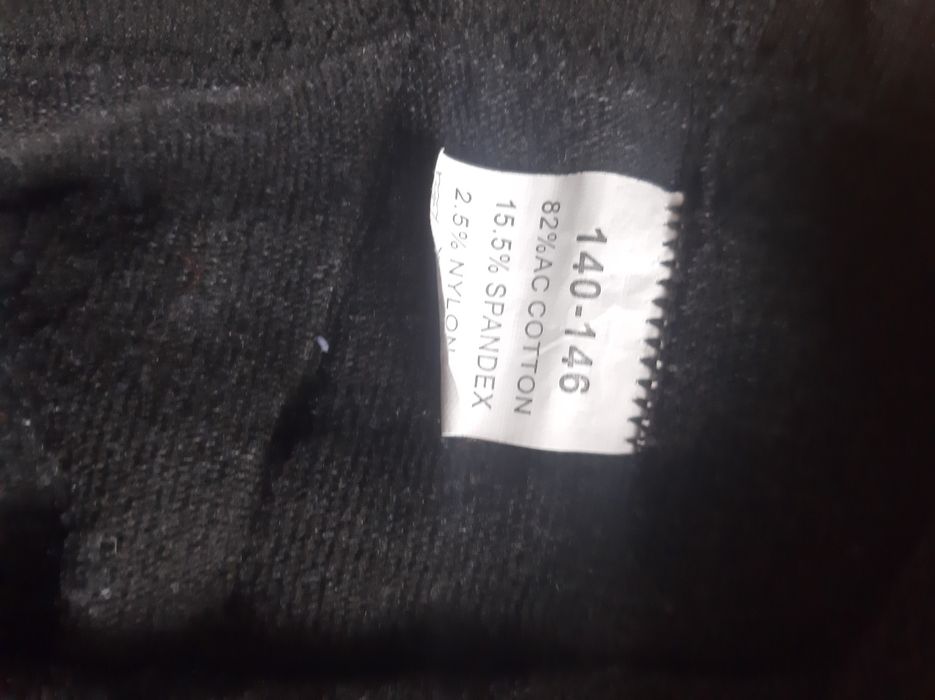 140-146
82%AC COTTON
15.5% SPANDEX
2.5% NYLON